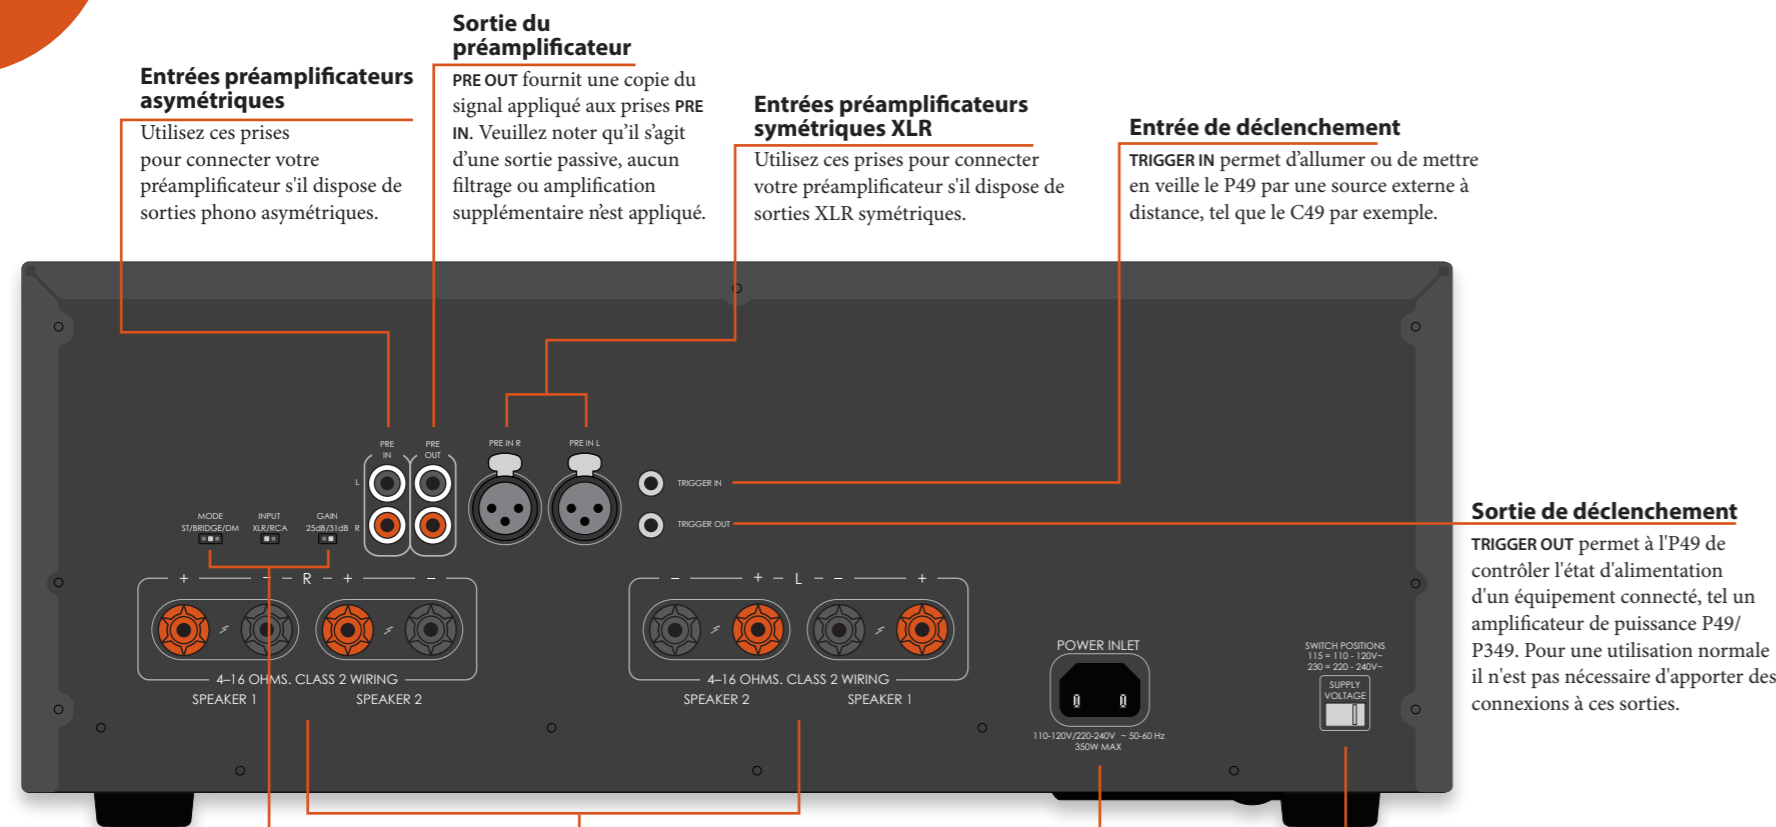 Sortie du
préamplificateur
PRE OUT fournit une copie du
signal appliqué aux prises PRE
IN. Veuillez noter qu’il s’agit
d’une sortie passive, aucun
filtrage ou amplification
supplémentaire n’est appliqué.
Entrées préamplificateurs
asymétriques
Utilisez ces prises
pour connecter votre
préamplificateur s'il dispose de
sorties phono asymétriques.
Entrées préamplificateurs
symétriques XLR
Utilisez ces prises pour connecter
votre préamplificateur s'il dispose de
sorties XLR symétriques.
Entrée de déclenchement
TRIGGER IN permet d’allumer ou de mettre
en veille le P49 par une source externe à
distance, tel que le C49 par exemple.
PRE
IN
PRE
OUT
PRE IN R
PRE IN L
L
R
TRIGGER IN
TRIGGER OUT
MODE
ST/BRIDGE/DM
INPUT
XLR/RCA
GAIN
25dB/31dB
+ – R + –
– + L – +
4–16 OHMS. CLASS 2 WIRING
SPEAKER 1
SPEAKER 2
4–16 OHMS. CLASS 2 WIRING
SPEAKER 2
SPEAKER 1
POWER INLET
110-120V/220-240V ~ 50-60 Hz
350W MAX
SWITCH POSITIONS
115 = 110 - 120V~
230 = 220 - 240V~
SUPPLY
VOLTAGE
Sortie de déclenchement
TRIGGER OUT permet à l'P49 de
contrôler l'état d'alimentation
d'un équipement connecté, tel un
amplificateur de puissance P49/
P349. Pour une utilisation normale
il n'est pas nécessaire d'apporter des
connexions à ces sorties.